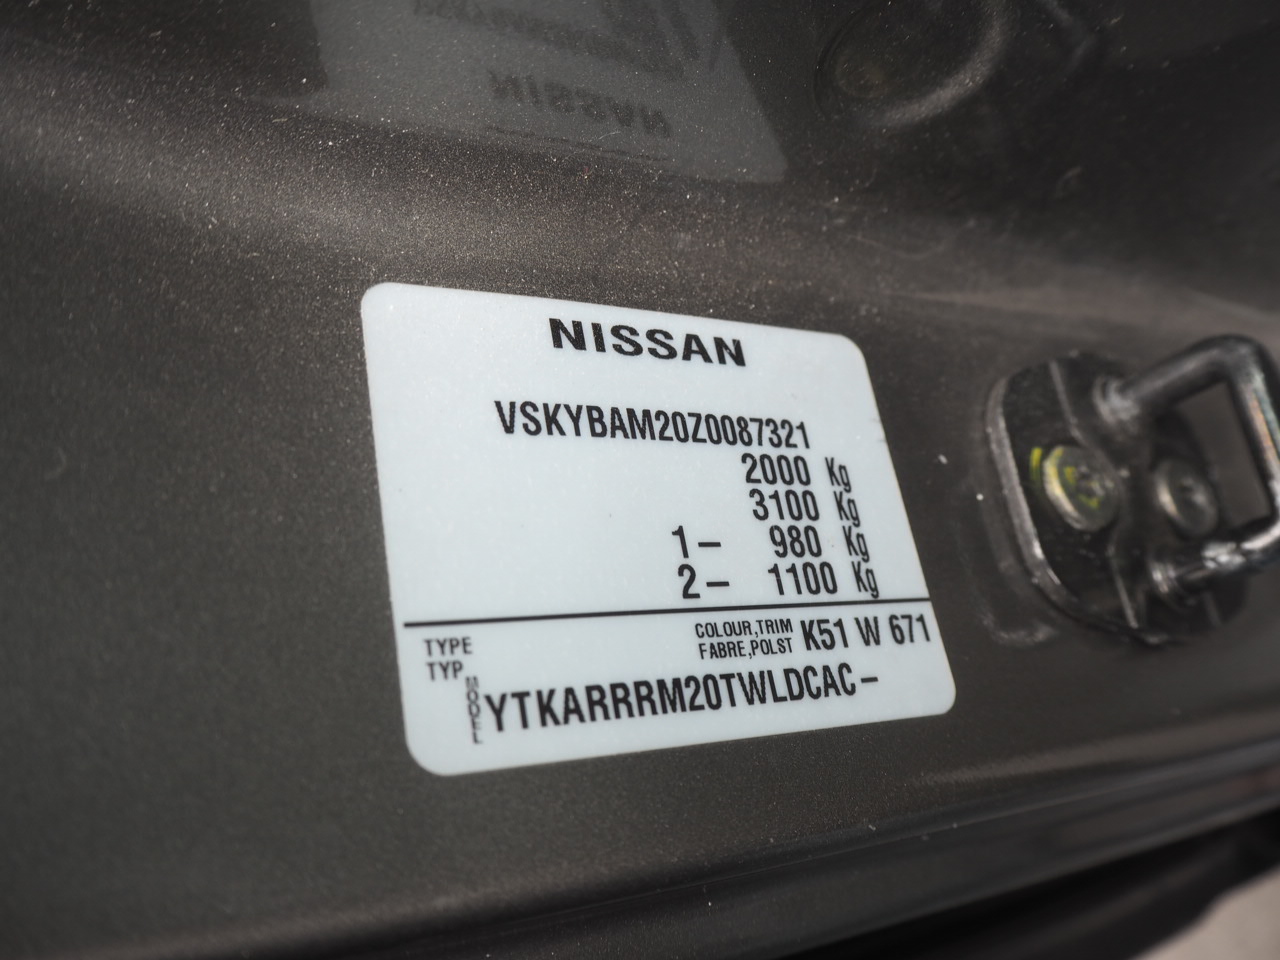 NISSAN
VSKYBAM20Z0087321
2000 Kg
3100 Kg
1– 980 Kg
2– 1100 Kg
TYPE
TYP
COLOUR,TRIM
FABRE,POLST
K51 W 671
MODEL
YTKARRRM20TWLDCAC–